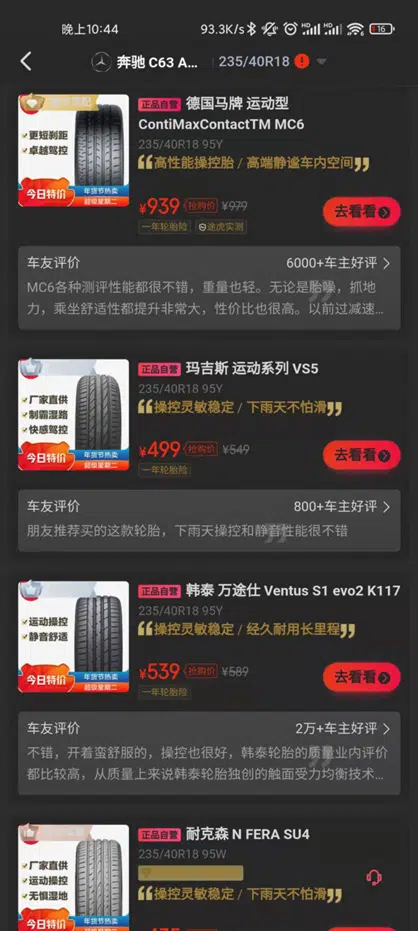 晚上10:44
93.3K/s
16
奔驰 C63 A...
235/40R18
更短刹距
卓越驾控
今日特价
年货节热卖
超级星期二
正品自营 德国马牌 运动型
ContiMaxContactTM MC6
235/40R18 95Y
高性能操控胎 / 高端静谧车内空间
¥939 抢购价 ¥979
一年轮胎险 途虎实测
去看看
车友评价
6000+车主好评
MC6各种测评性能都很不错，重量也轻。无论是胎噪，抓地
力，乘坐舒适性都提升非常大，性价比也很高。以前过减速...
厂家直供
制霸湿路
快感驾驭
今日特价
年货节热卖
超级星期二
正品自营 玛吉斯 运动系列 VS5
235/40R18 95Y
操控灵敏稳定 / 下雨天不怕滑
¥499 抢购价 ¥549
一年轮胎险
去看看
车友评价
800+车主好评
朋友推荐买的这款轮胎，下雨天操控和静音性能很不错
运动操控
静音舒适
今日特价
年货节热卖
超级星期二
正品自营 韩泰 万途仕 Ventus S1 evo2 K117
235/40R18 95Y
操控灵敏稳定 / 经久耐用长里程
¥539 抢购价 ¥589
一年轮胎险
去看看
车友评价
2万+车主好评
不错，开着蛮舒服的，操控也很好，韩泰轮胎的质量业内评价
都比较高，从质量上来说韩泰轮胎独创的触面受力均衡技术...
厂家直供
运动操控
无惧湿地
今日特价
年货节热卖
正品自营 耐克森 N FERA SU4
235/40R18 95W
操控灵敏稳定 / 下雨天不怕滑